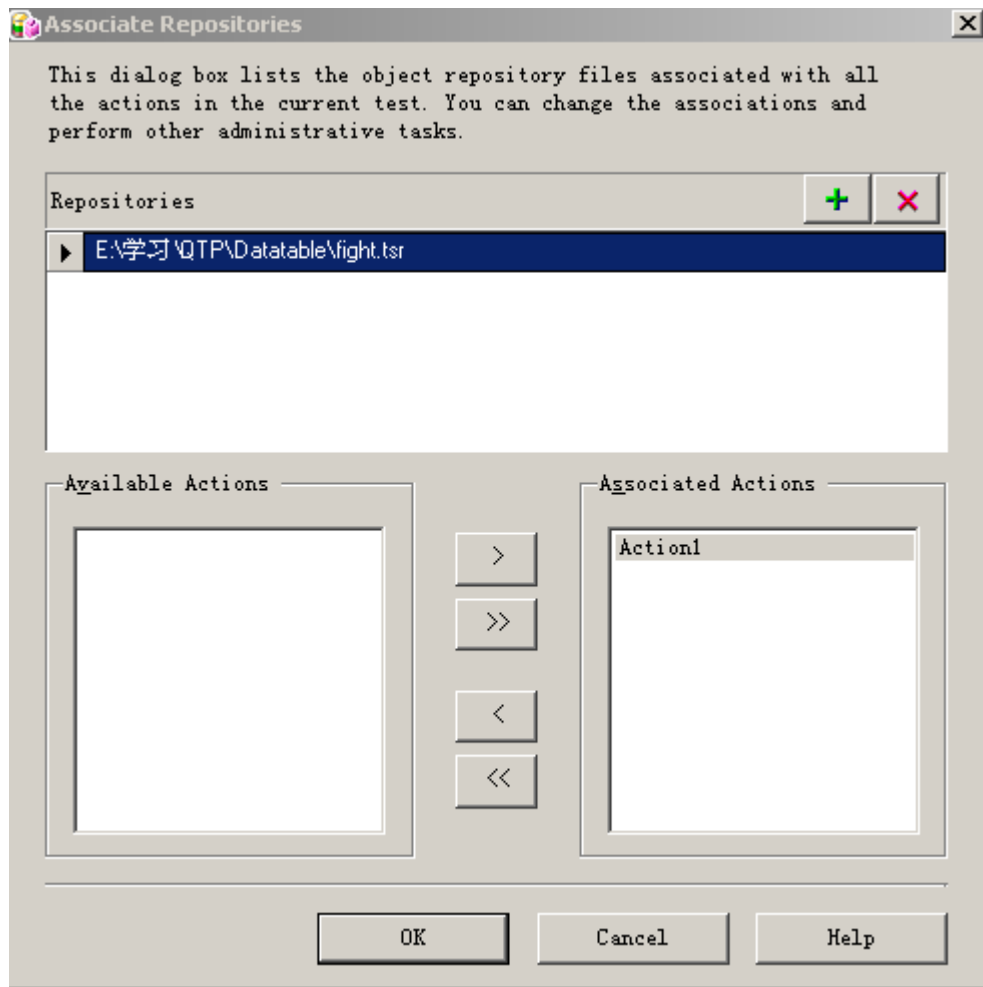 Associate Repositories
This dialog box lists the object repository files associated with all
the actions in the current test. You can change the associations and
perform other administrative tasks.
Repositories
E:\学习\QTP\Datatable\fight.tsr
Available Actions
Associated Actions
Action1
>
>>
<
<<
OK
Cancel
Help